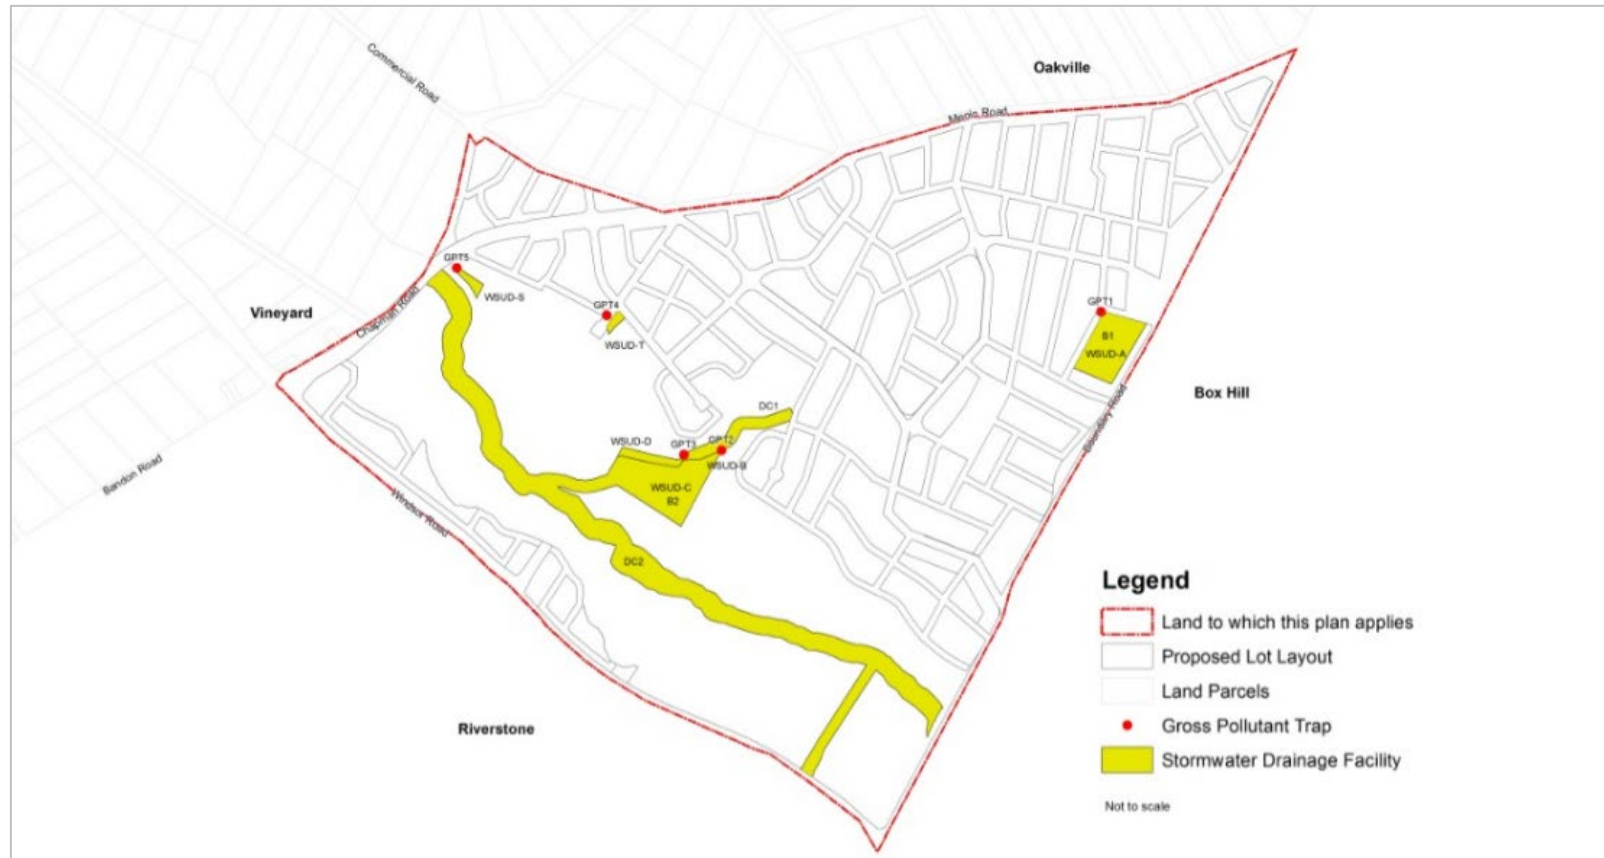 Oakville
Commercial Road
Menin Road
GPT5
WSUD-S
Vineyard
Chapman Road
GPT4
WSUD-T
GPT1
B1
WSUD-A
Box Hill
Boundary Road
DC1
WSUD-D
GPT3
GPT2
WSUD-B
WSUD-C
B2
Bandon Road
Windsor Road
DC2
Riverstone
Legend
Land to which this plan applies
Proposed Lot Layout
Land Parcels
Gross Pollutant Trap
Stormwater Drainage Facility
Not to scale